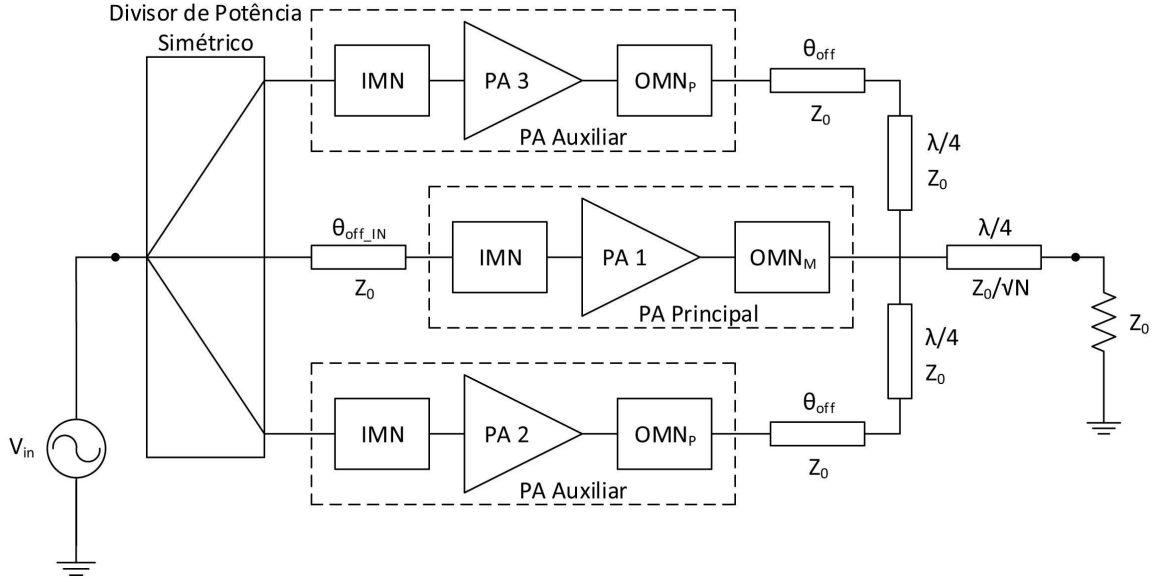 Divisor de Potência
Simétrico
IMN
PA 3
OMNP
PA Auxiliar
θoff
Z0
λ/4
Z0
θoff_IN
Z0
IMN
PA 1
OMNM
PA Principal
λ/4
Z0/√N
Z0
λ/4
Z0
Vin
IMN
PA 2
OMNP
PA Auxiliar
θoff
Z0